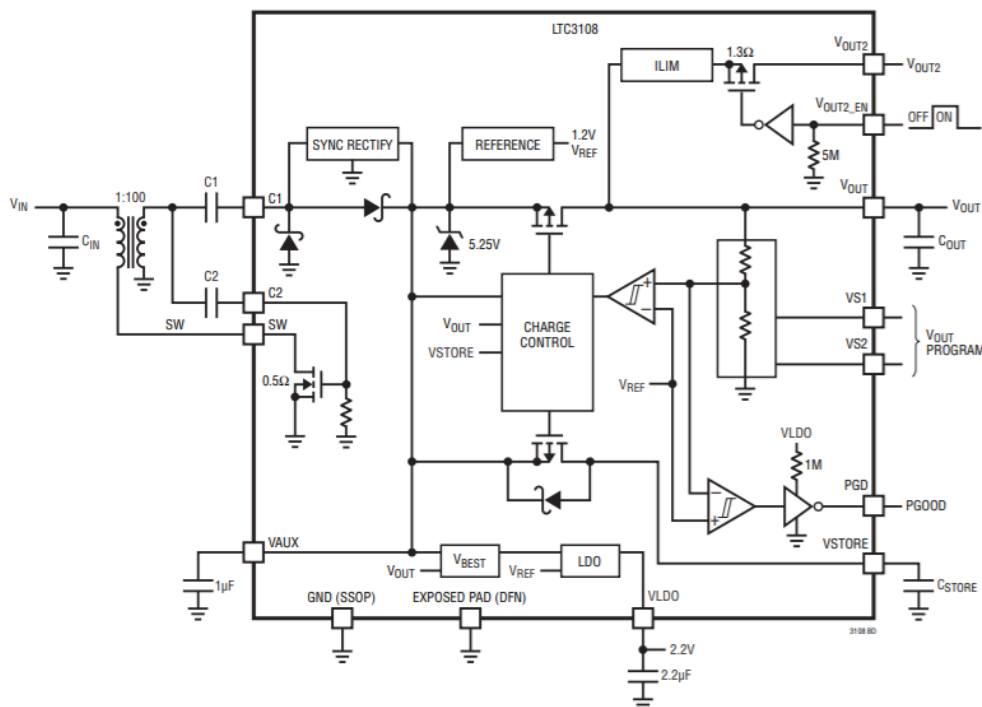 LTC3108
1.3Ω
ILIM
VOUT2
VOUT2
VOUT2_EN
OFF ON
5M
SYNC RECTIFY
REFERENCE
1.2V
VREF
VIN
1:100
C1
C1
CIN
5.25V
VOUT
VOUT
COUT
C2
C2
SW
SW
0.5Ω
VOUT
VSTORE
CHARGE
CONTROL
VREF
VS1
VS2
VOUT
PROGRAM
VLDO
1M
PGD
PGOOD
VSTORE
CSTORE
VAUX
1µF
VOUT
VBEST
VREF
LDO
VLDO
GND (SSOP)
EXPOSED PAD (DFN)
2.2V
2.2µF
3108 BD
+
−
−
+